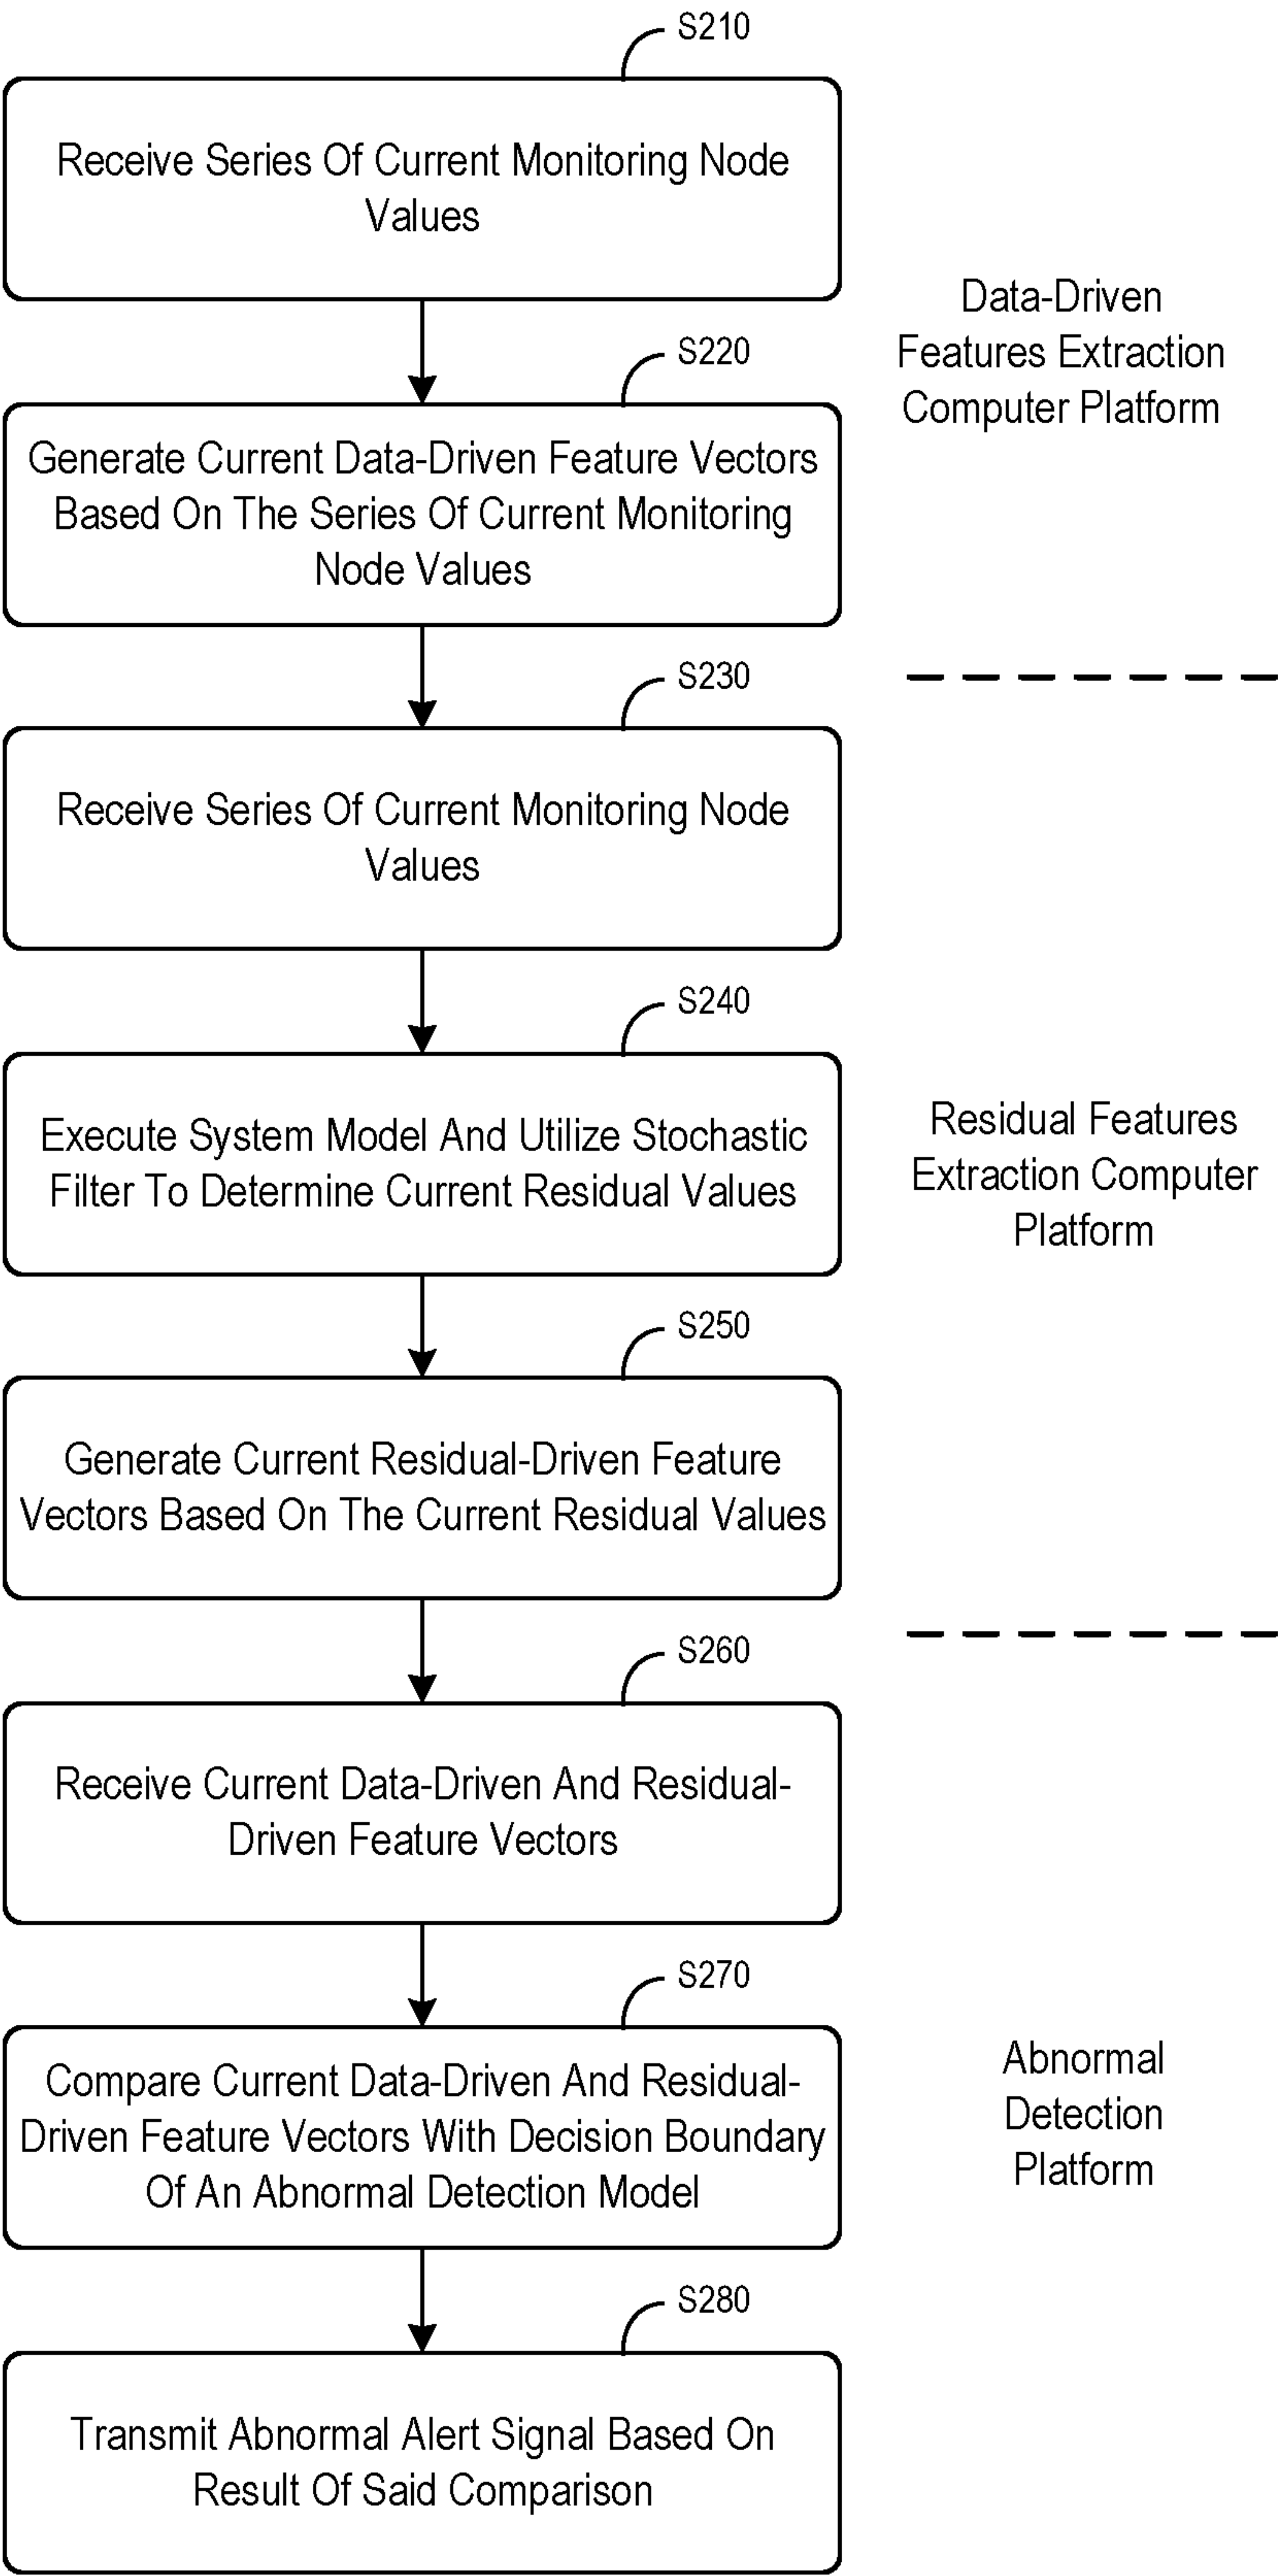 S210
Receive Series Of Current Monitoring Node
Values
Data-Driven
Features Extraction
Computer Platform
S220
Generate Current Data-Driven Feature Vectors
Based On The Series Of Current Monitoring
Node Values
S230
Receive Series Of Current Monitoring Node
Values
S240
Execute System Model And Utilize Stochastic
Filter To Determine Current Residual Values
Residual Features
Extraction Computer
Platform
S250
Generate Current Residual-Driven Feature
Vectors Based On The Current Residual Values
S260
Receive Current Data-Driven And Residual-
Driven Feature Vectors
S270
Compare Current Data-Driven And Residual-
Driven Feature Vectors With Decision Boundary
Of An Abnormal Detection Model
Abnormal
Detection
Platform
S280
Transmit Abnormal Alert Signal Based On
Result Of Said Comparison